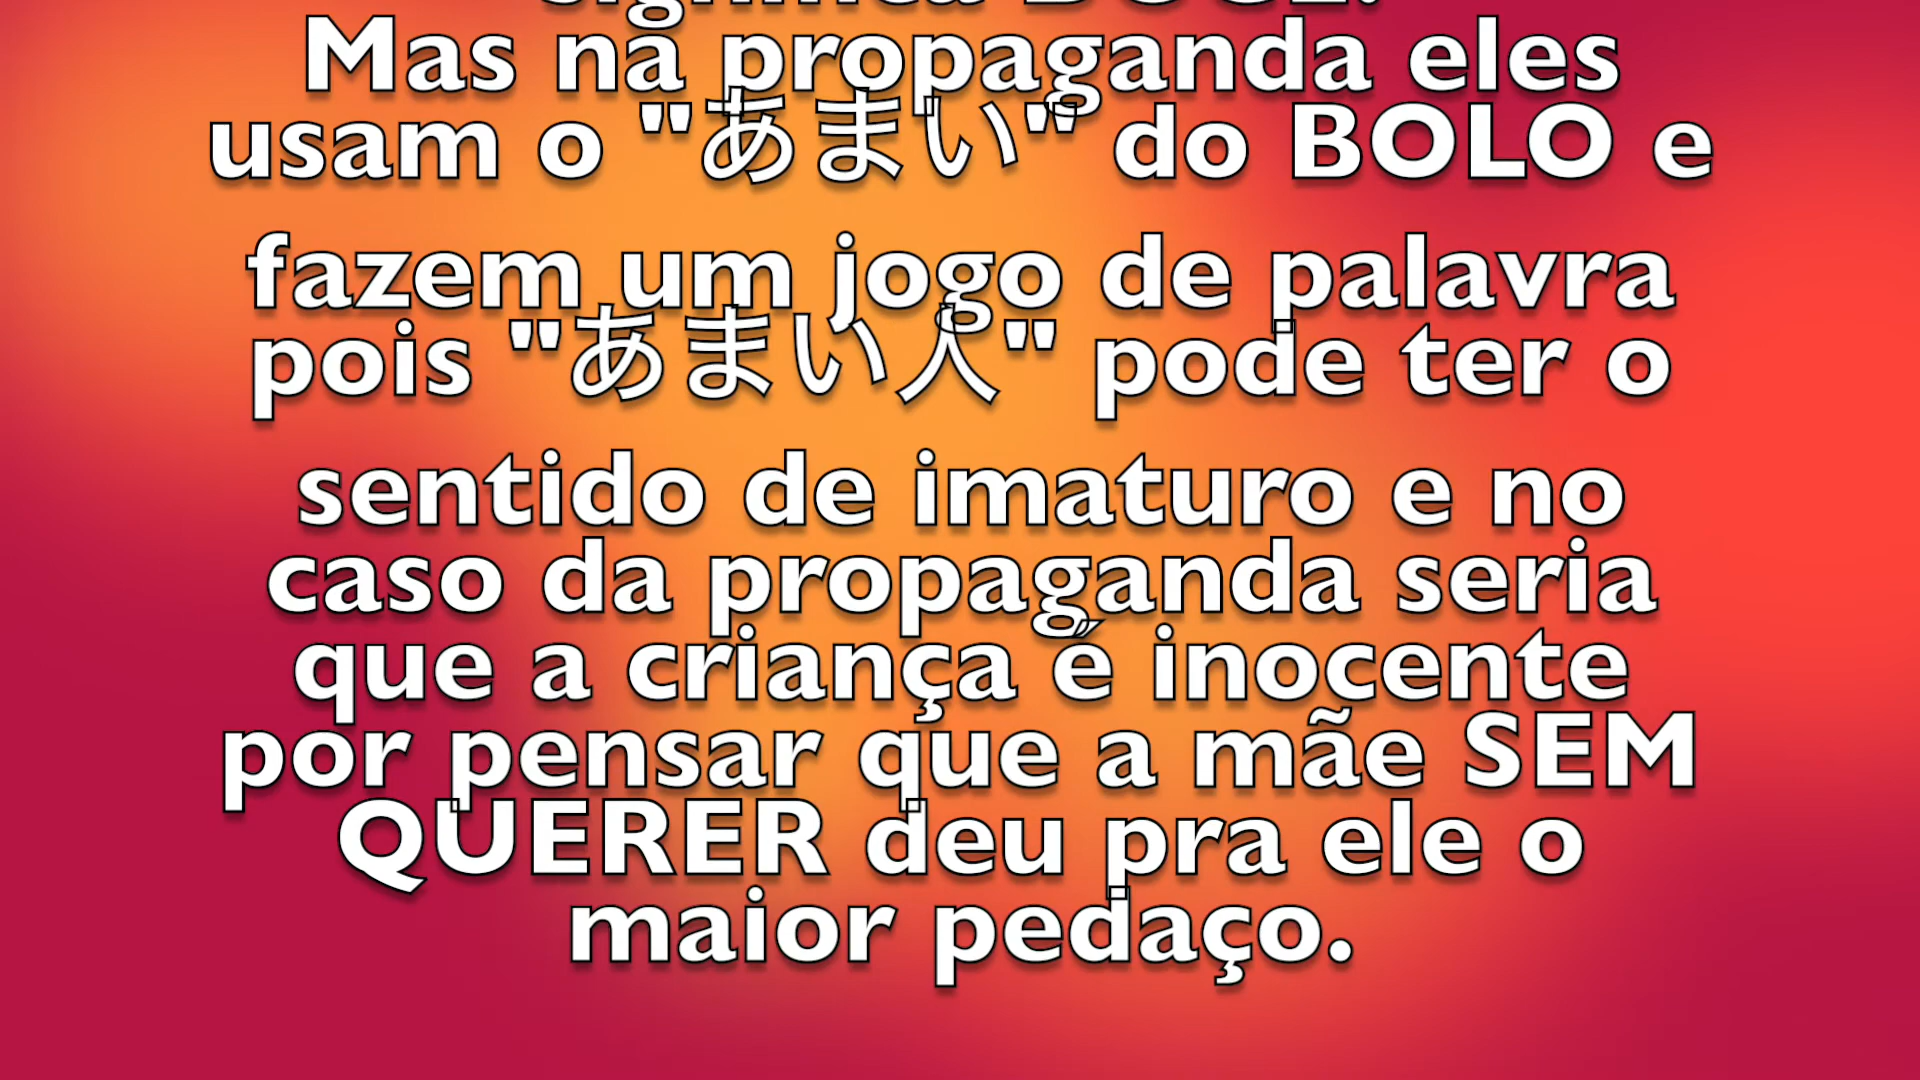 significa DOCE.
Mas na propaganda eles
usam o "あまい" do BOLO e
fazem um jogo de palavra
pois "あまい人" pode ter o
sentido de imaturo e no
caso da propaganda seria
que a criança é inocente
por pensar que a mãe SEM
QUERER deu pra ele o
maior pedaço.